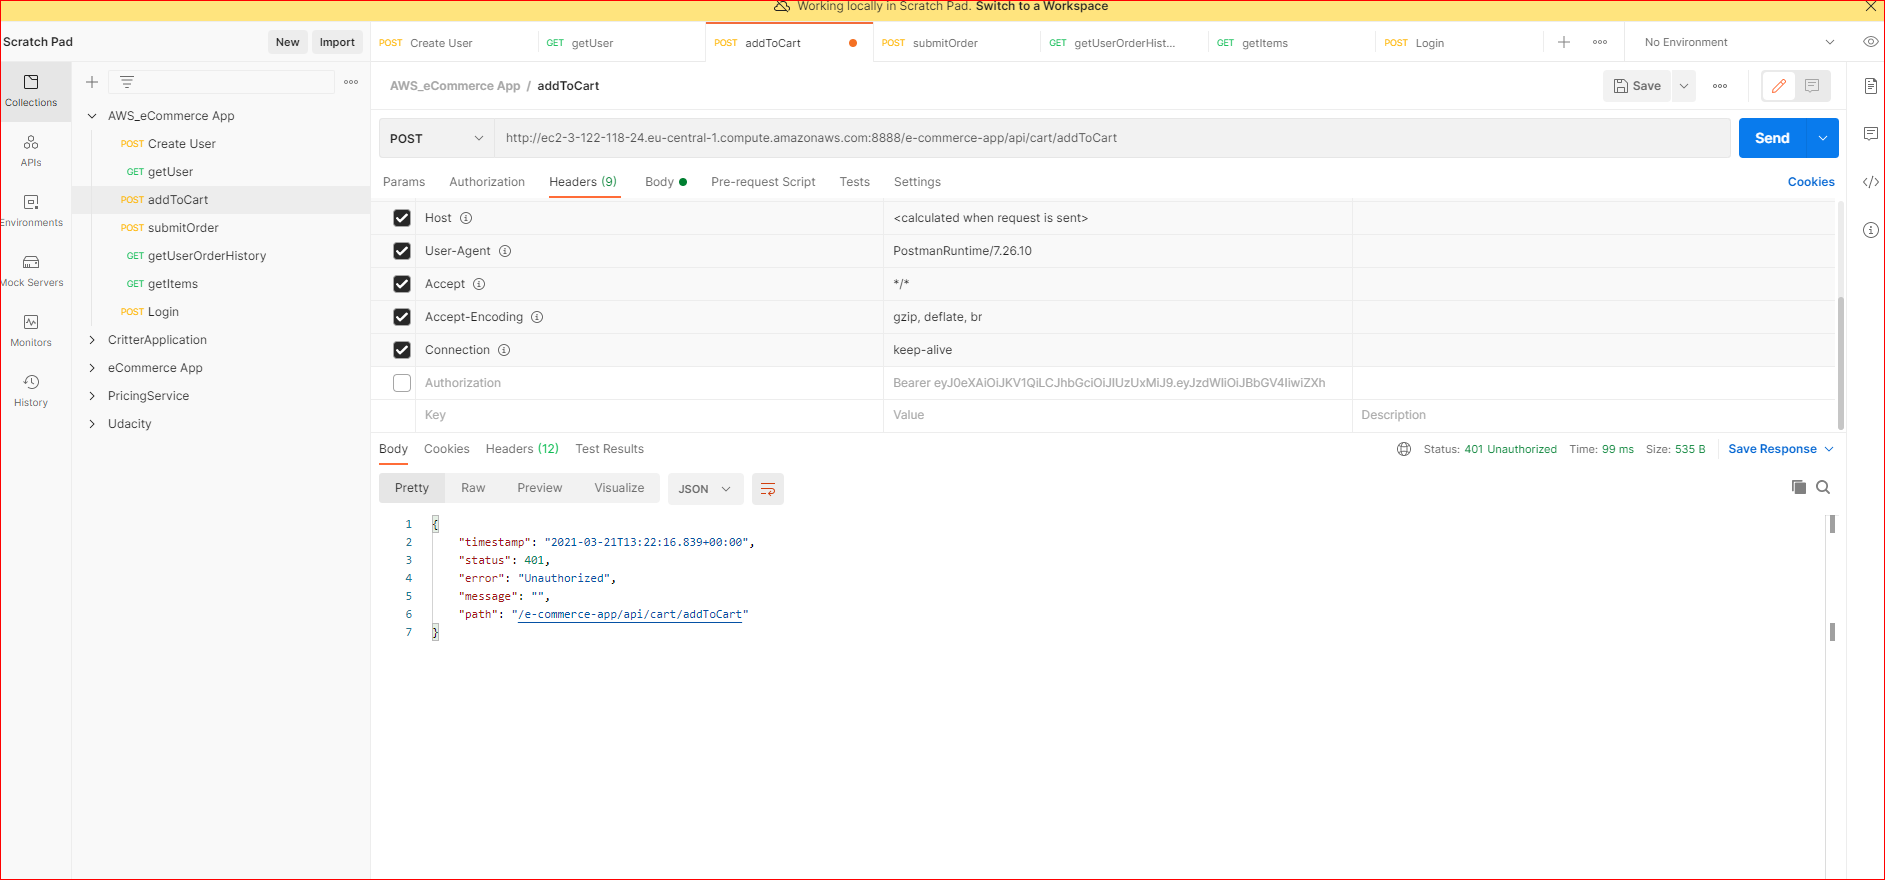 Working locally in Scratch Pad. Switch to a Workspace
Scratch Pad
New
Import
POST Create User
GET getUser
POST addToCart
POST submitOrder
GET getUserOrderHist...
GET getItems
POST Login
No Environment
Collections
APIs
Environments
Mock Servers
Monitors
History
AWS_eCommerce App
POST Create User
GET getUser
POST addToCart
POST submitOrder
GET getUserOrderHistory
GET getItems
POST Login
CritterApplication
eCommerce App
PricingService
Udacity
AWS_eCommerce App / addToCart
Save
POST
http://ec2-3-122-118-24.eu-central-1.compute.amazonaws.com:8888/e-commerce-app/api/cart/addToCart
Send
Params
Authorization
Headers (9)
Body
Pre-request Script
Tests
Settings
Cookies
Host
<calculated when request is sent>
User-Agent
PostmanRuntime/7.26.10
Accept
*/*
Accept-Encoding
gzip, deflate, br
Connection
keep-alive
Authorization
Bearer eyJ0eXAiOiJKV1QiLCJhbGciOiJIUzUxMiJ9.eyJzdWIiOiJBbGV4IiwiZXh
Key
Value
Description
Body
Cookies
Headers (12)
Test Results
Status: 401 Unauthorized
Time: 99 ms
Size: 535 B
Save Response
Pretty
Raw
Preview
Visualize
JSON
1 {
2 "timestamp": "2021-03-21T13:22:16.839+00:00",
3 "status": 401,
4 "error": "Unauthorized",
5 "message": "",
6 "path": "/e-commerce-app/api/cart/addToCart"
7 }